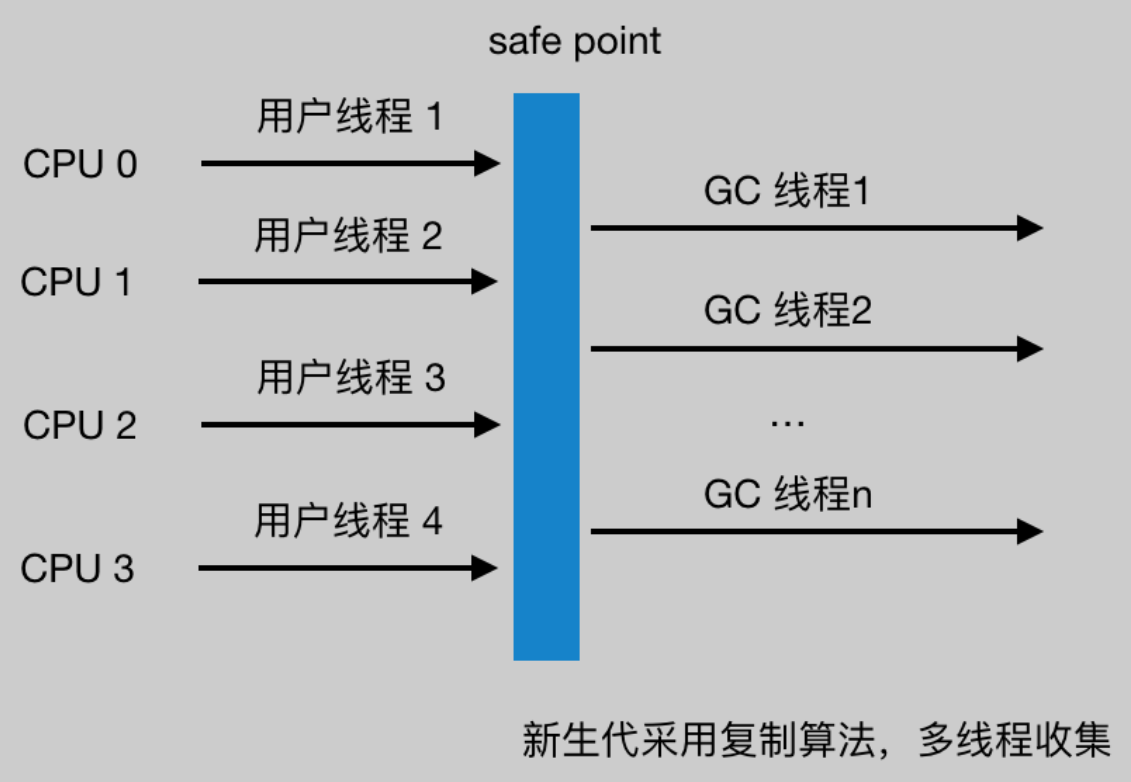 safe point
用户线程 1
CPU 0
GC 线程1
用户线程 2
CPU 1
GC 线程2
用户线程 3
CPU 2
...
GC 线程n
用户线程 4
CPU 3
新生代采用复制算法，多线程收集